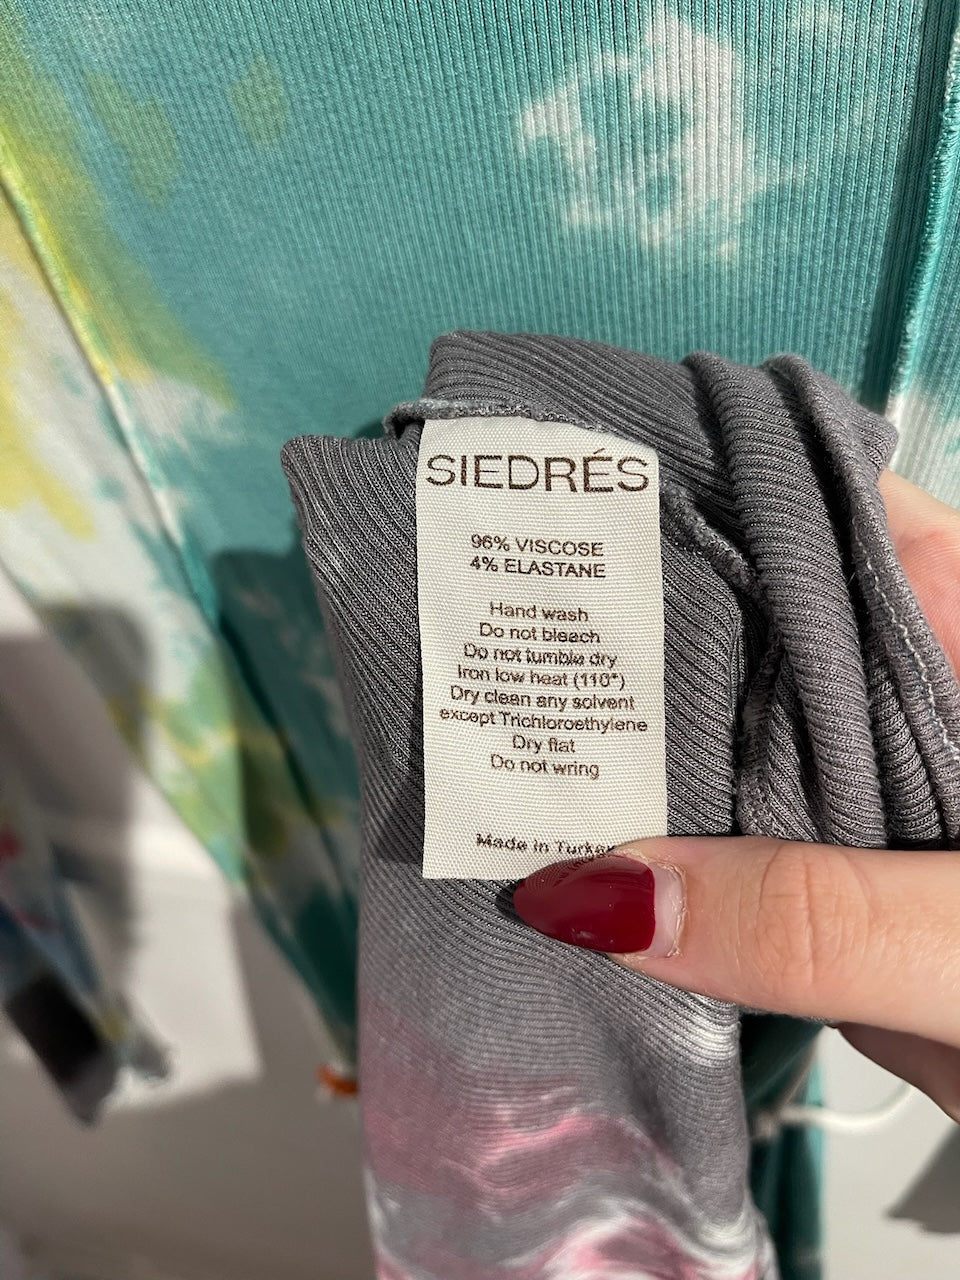 SIEDRÉS
96% VISCOSE
4% ELASTANE
Hand wash
Do not bleach
Do not tumble dry
Iron low heat (110°)
Dry clean any solvent
except Trichloroethylene
Dry flat
Do not wring
Made in